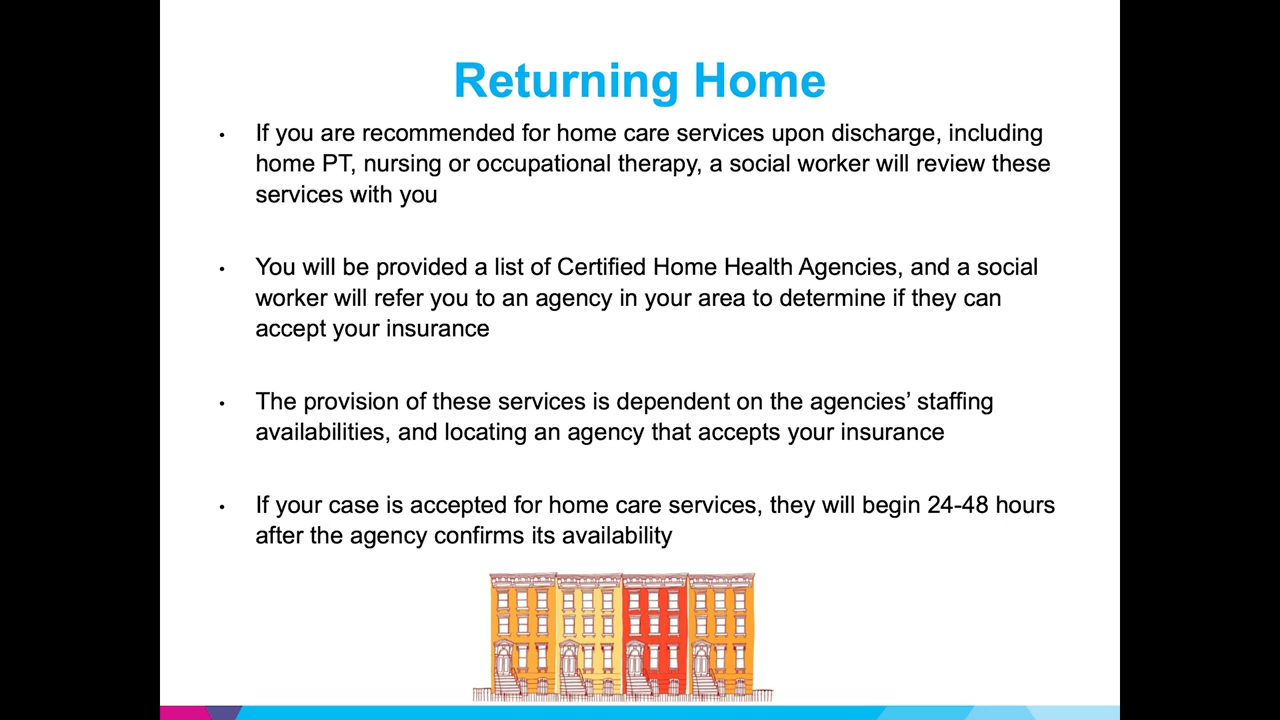 Returning Home
• If you are recommended for home care services upon discharge, including
home PT, nursing or occupational therapy, a social worker will review these
services with you
• You will be provided a list of Certified Home Health Agencies, and a social
worker will refer you to an agency in your area to determine if they can
accept your insurance
• The provision of these services is dependent on the agencies’ staffing
availabilities, and locating an agency that accepts your insurance
• If your case is accepted for home care services, they will begin 24-48 hours
after the agency confirms its availability